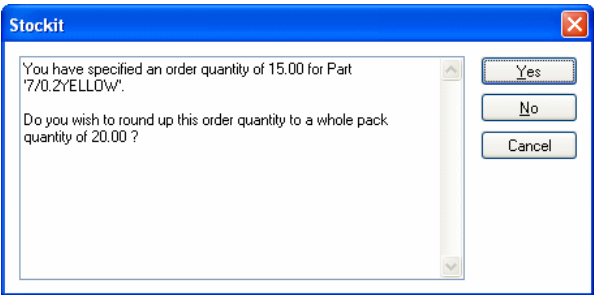 Stockit
You have specified an order quantity of 15.00 for Part
'7/0.2YELLOW".
Do you wish to round up this order quantity to a whole pack
quantity of 20.00 ?
Yes
No
Cancel